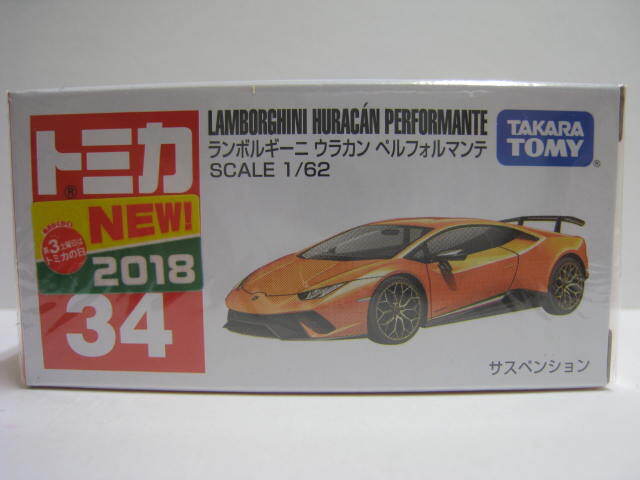 トミカ
®
NEW!
2018
第3土曜日は
トミカの日
34
LAMBORGHINI HURACÁN PERFORMANTE
ランボルギーニ ウラカン ペルフォルマンテ
SCALE 1/62
TAKARA
TOMY
®
サスペンション